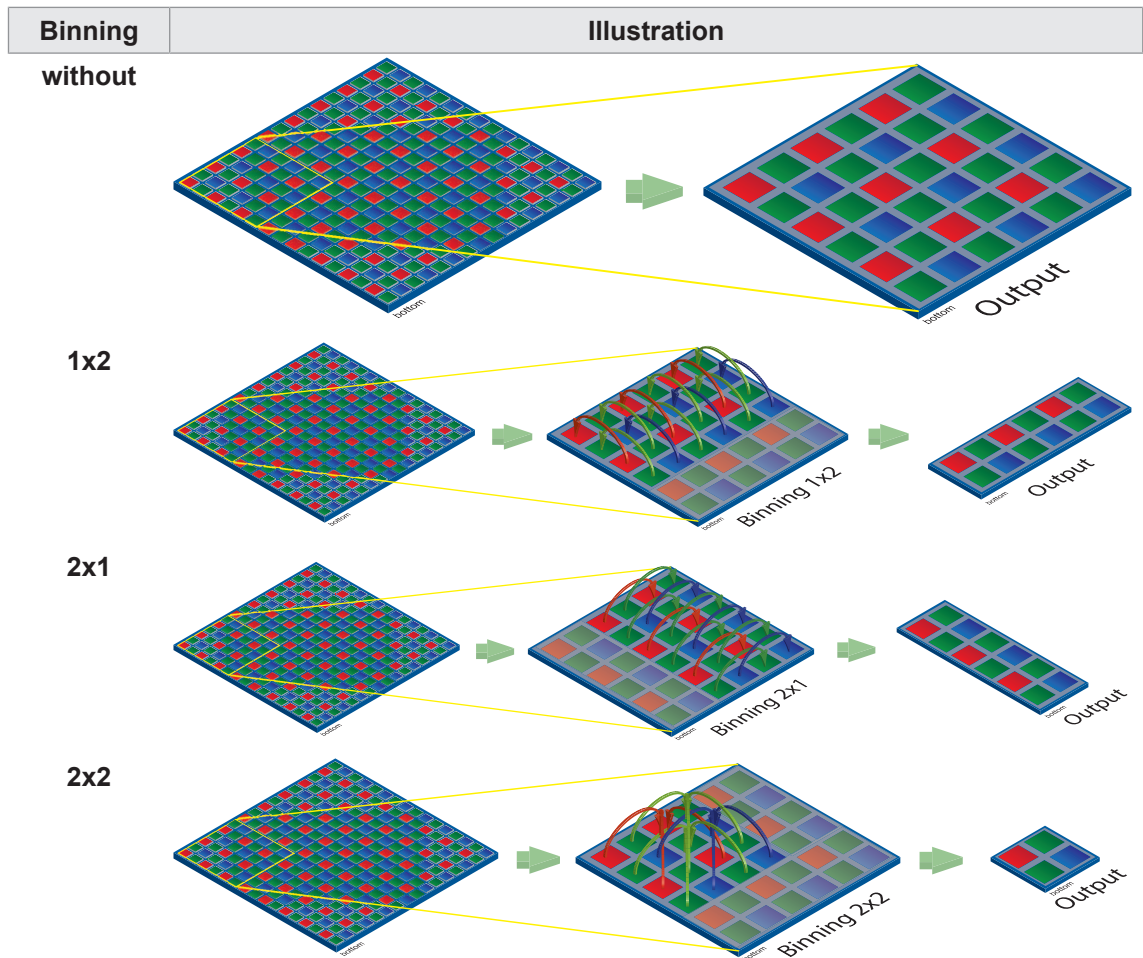 Binning Illustration
without
bottom
bottom
Output
1x2
bottom
bottom
Binning 1x2
bottom
Output
2x1
bottom
bottom
Binning 2x1
bottom
Output
2x2
bottom
bottom
Binning 2x2
bottom
Output